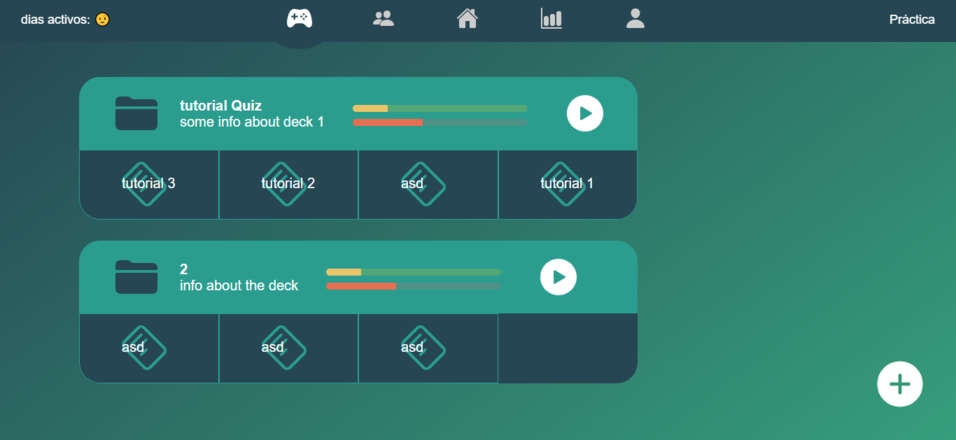 dias activos: 😟
Práctica
tutorial Quiz
some info about deck 1
tutorial 3
tutorial 2
asd
tutorial 1
2
info about the deck
asd
asd
asd